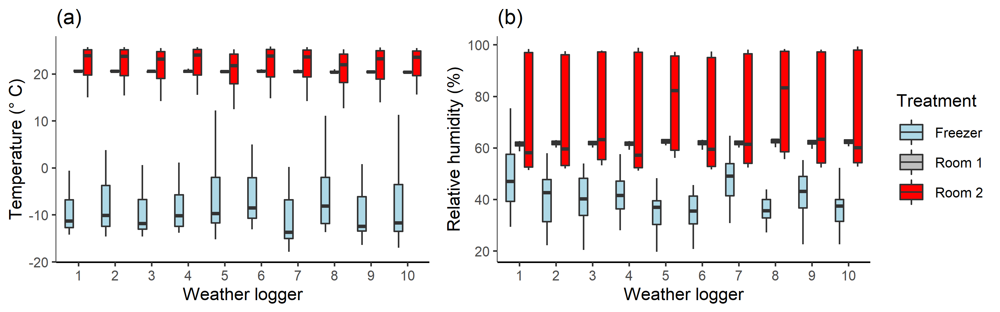 (a)
Temperature (° C)
20
10
0
-10
-20
1 2 3 4 5 6 7 8 9 10
Weather logger
(b)
Relative humidity (%)
100
80
60
40
20
1 2 3 4 5 6 7 8 9 10
Weather logger
Treatment
Freezer
Room 1
Room 2